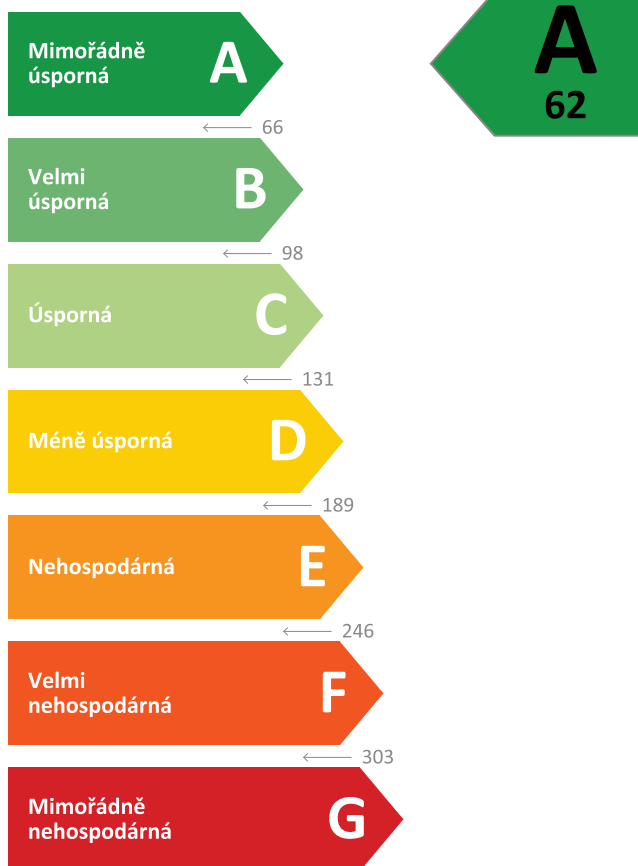 Mimořádně
úsporná
A
A
62
66
Velmi
úsporná
B
98
Úsporná
C
131
Méně úsporná
D
189
Nehospodárná
E
246
Velmi
nehospodárná
F
303
Mimořádně
nehospodárná
G